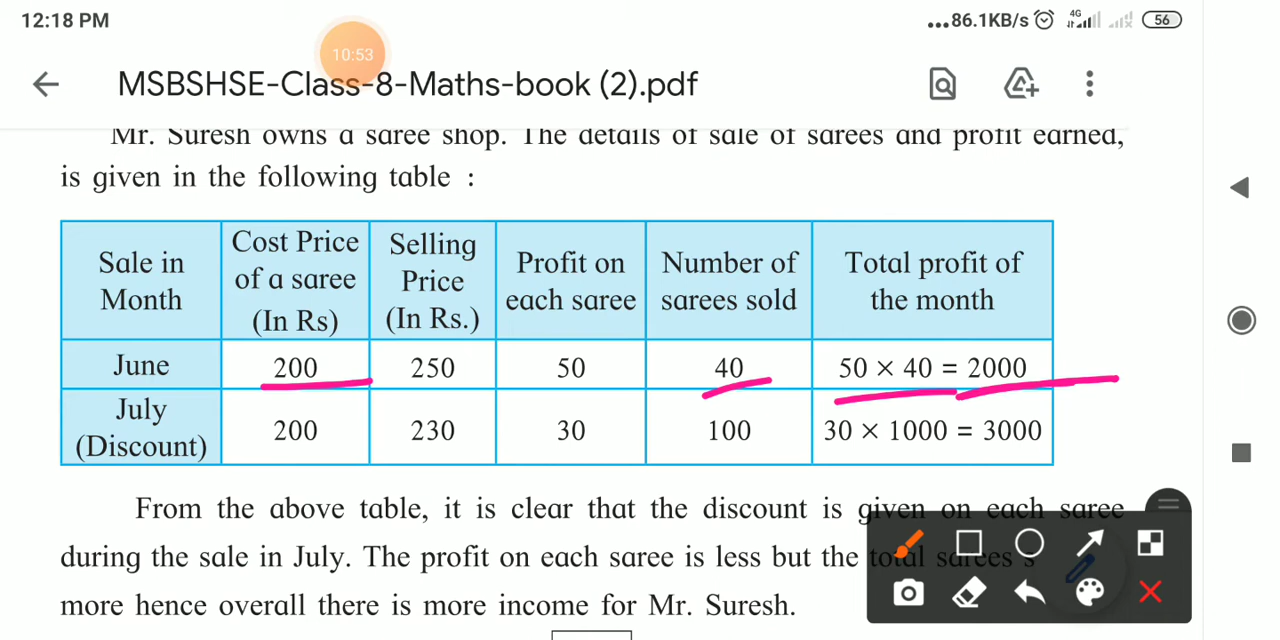 12:18 PM
...86.1KB/s 4G 56
10:53
MSBSHSE-Class-8-Maths-book (2).pdf
Mr. Suresh owns a saree shop. The details of sale of sarees and profit earned,
is given in the following table :
Sale in Month | Cost Price of a saree (In Rs) | Selling Price (In Rs.) | Profit on each saree | Number of sarees sold | Total profit of the month
June | 200 | 250 | 50 | 40 | 50 × 40 = 2000
July (Discount) | 200 | 230 | 30 | 100 | 30 × 1000 = 3000
From the above table, it is clear that the discount is given on each saree
during the sale in July. The profit on each saree is less but the total sarees s
more hence overall there is more income for Mr. Suresh.